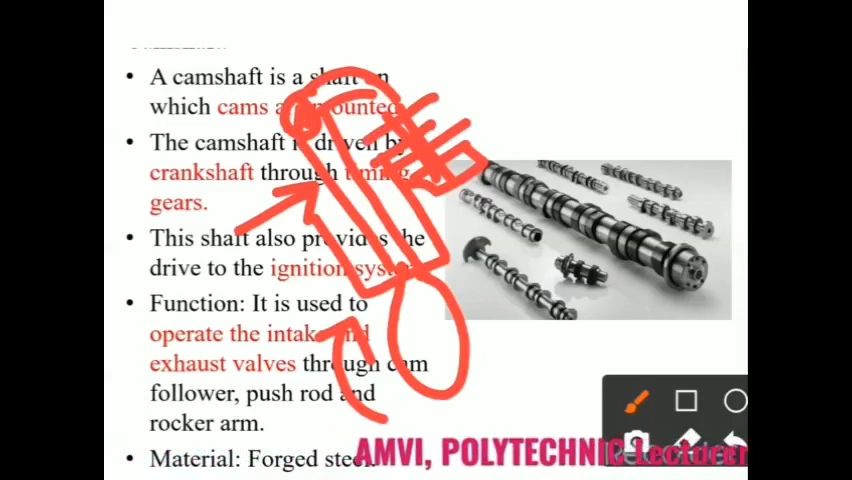 • A camshaft is a shaft on
which cams are mounted.
• The camshaft is driven by
crankshaft through timing
gears.
• This shaft also provides the
drive to the ignition system.
• Function: It is used to
operate the intake and
exhaust valves through cam
follower, push rod and
rocker arm.
• Material: Forged steel.
AMVI, POLYTECHNIC Lecturer